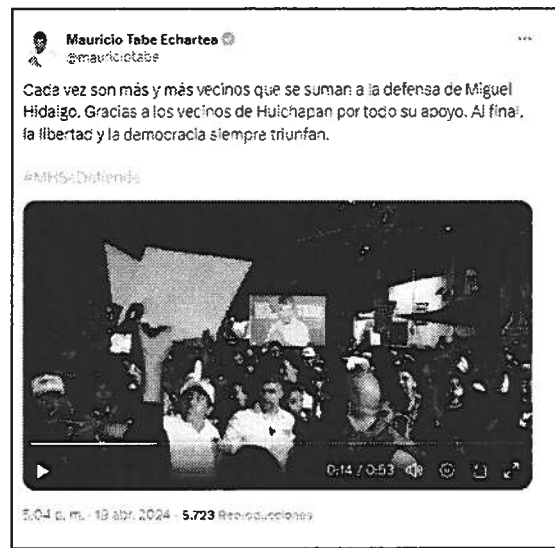 Mauricio Tabe Echartea
@mauriciotabe
Cada vez son más y más vecinos que se suman a la defensa de Miguel
Hidalgo. Gracias a los vecinos de Huichapan por todo su apoyo. Al final,
la libertad y la democracia siempre triunfan.
#MHSeDefiende
0:14 / 0:53
5:04 p. m. · 19 abr. 2024 · 5.723 Reproducciones